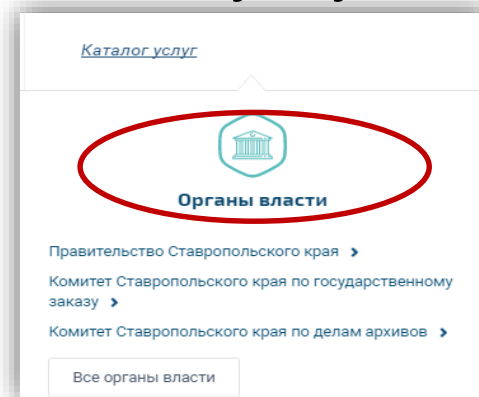 Каталог услуг
Органы власти
Правительство Ставропольского края
Комитет Ставропольского края по государственному
заказу
Комитет Ставропольского края по делам архивов
Все органы власти